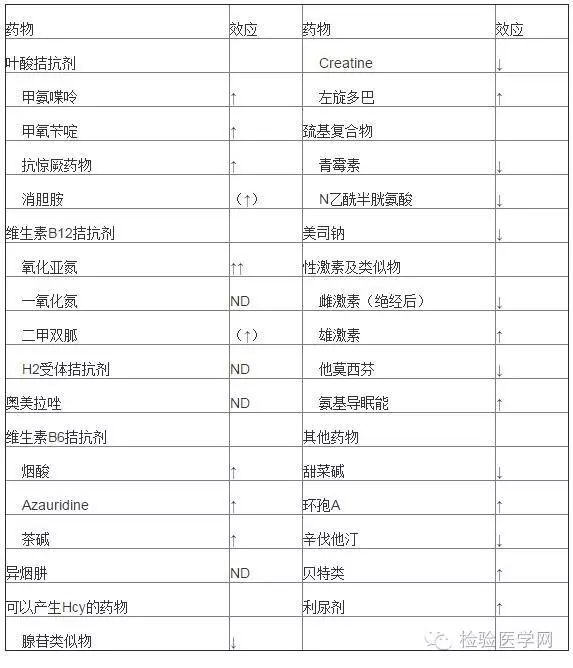 药物 效应 药物 效应
叶酸拮抗剂 Creatine ↓
甲氨喋呤 ↑ 左旋多巴 ↑
甲氧苄啶 ↑ 巯基复合物
抗惊厥药物 ↑ 青霉素 ↓
消胆胺 （↑） N乙酰半胱氨酸 ↓
维生素B12拮抗剂 美司钠 ↓
氧化亚氮 ↑↑ 性激素及类似物
一氧化氮 ND 雌激素（绝经后） ↓
二甲双胍 （↑） 雄激素 ↑
H2受体拮抗剂 ND 他莫西芬 ↓
奥美拉唑 ND 氨基导眠能 ↑
维生素B6拮抗剂 其他药物
烟酸 ↑ 甜菜碱 ↓
Azauridine ↑ 环孢A ↑
茶碱 ↑ 辛伐他汀 ↓
异烟肼 ND 贝特类 ↑
可以产生Hcy的药物 利尿剂 ↑
腺苷类似物 ↓
检验医学网